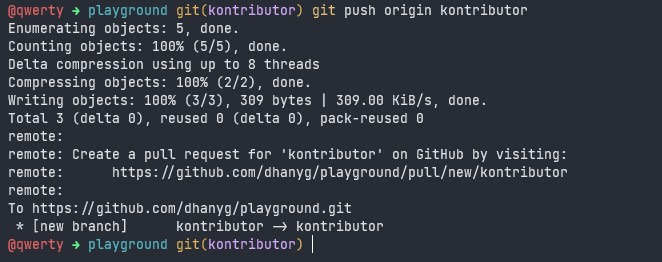 @qwerty → playground git(kontributor) git push origin kontributor
Enumerating objects: 5, done.
Counting objects: 100% (5/5), done.
Delta compression using up to 8 threads
Compressing objects: 100% (2/2), done.
Writing objects: 100% (3/3), 309 bytes | 309.00 KiB/s, done.
Total 3 (delta 0), reused 0 (delta 0), pack-reused 0
remote:
remote: Create a pull request for 'kontributor' on GitHub by visiting:
remote:      https://github.com/dhanyg/playground/pull/new/kontributor
remote:
To https://github.com/dhanyg/playground.git
 * [new branch]      kontributor -> kontributor
@qwerty → playground git(kontributor)